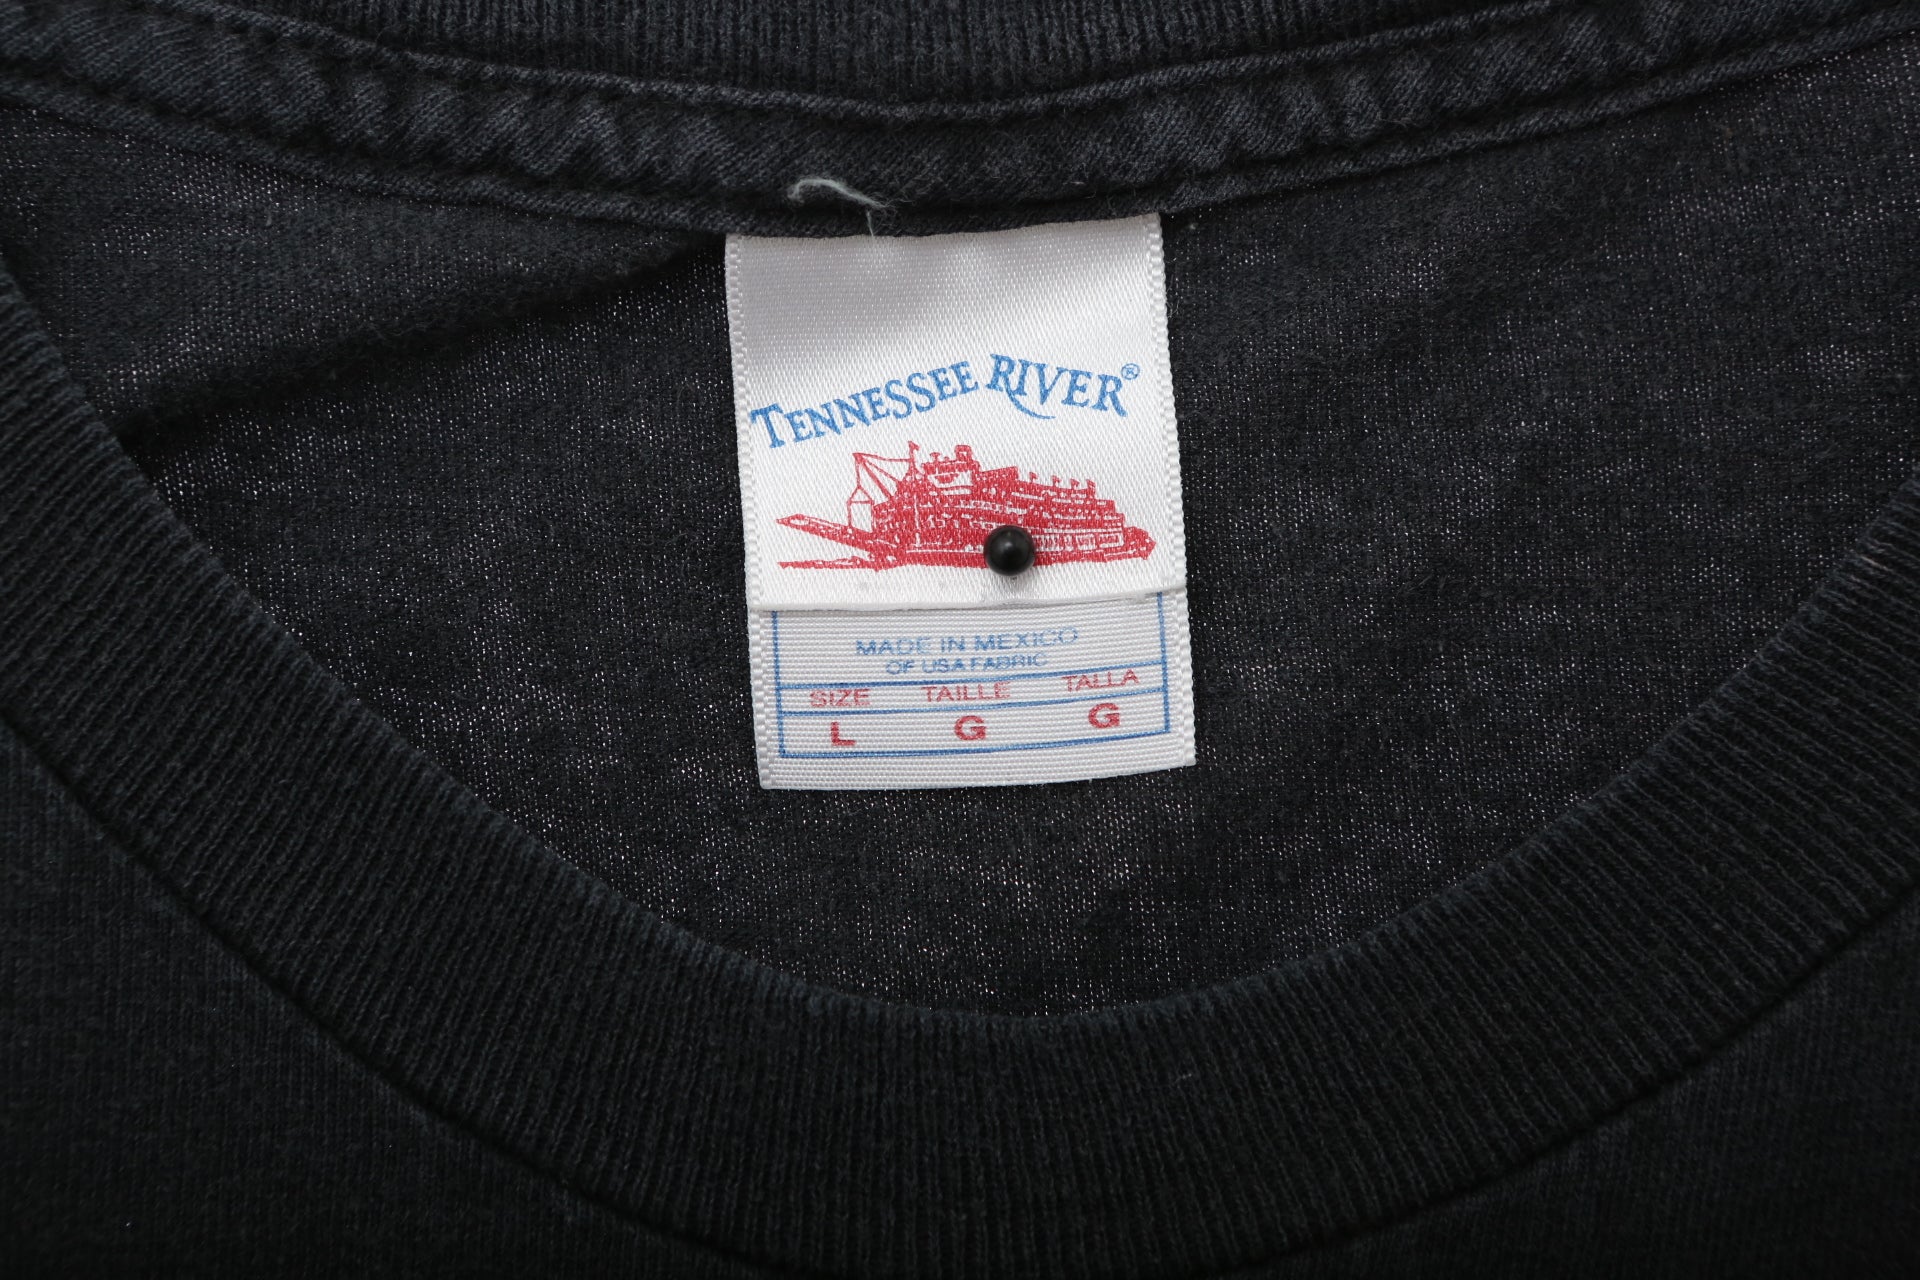 TENNESSEE RIVER®
MADE IN MEXICO
OF USA FABRIC
SIZE TAILLE TALLA
L G G